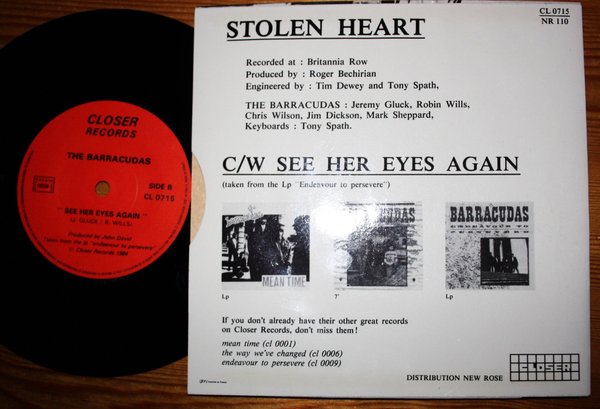 CLOSER
RECORDS
THE BARRACUDAS
SIDE B
CL 0715
" SEE HER EYES AGAIN "
(J. GLUCK / R. WILLS)
Produced by John David
Taken from the lp "endeavour to persevere"
℗ Closer Records 1984
STOLEN HEART
CL 0715
NR 110
Recorded at : Britannia Row
Produced by : Roger Bechirian
Engineered by : Tim Dewey and Tony Spath,
THE BARRACUDAS : Jeremy Gluck, Robin Wills,
Chris Wilson, Jim Dickson, Mark Sheppard,
Keyboards : Tony Spath.
C/W SEE HER EYES AGAIN
(taken from the Lp "Endeavour to persevere")
MEAN TIME
BARRACUDAS
BARRACUDAS
ENDEAVOUR TO
Lp
7'
Lp
If you don't already have their other great records
on Closer Records, don't miss them !
mean time (cl 0001)
the way we've changed (cl 0006)
endeavour to persevere (cl 0009)
CLOSER
DISTRIBUTION NEW ROSE